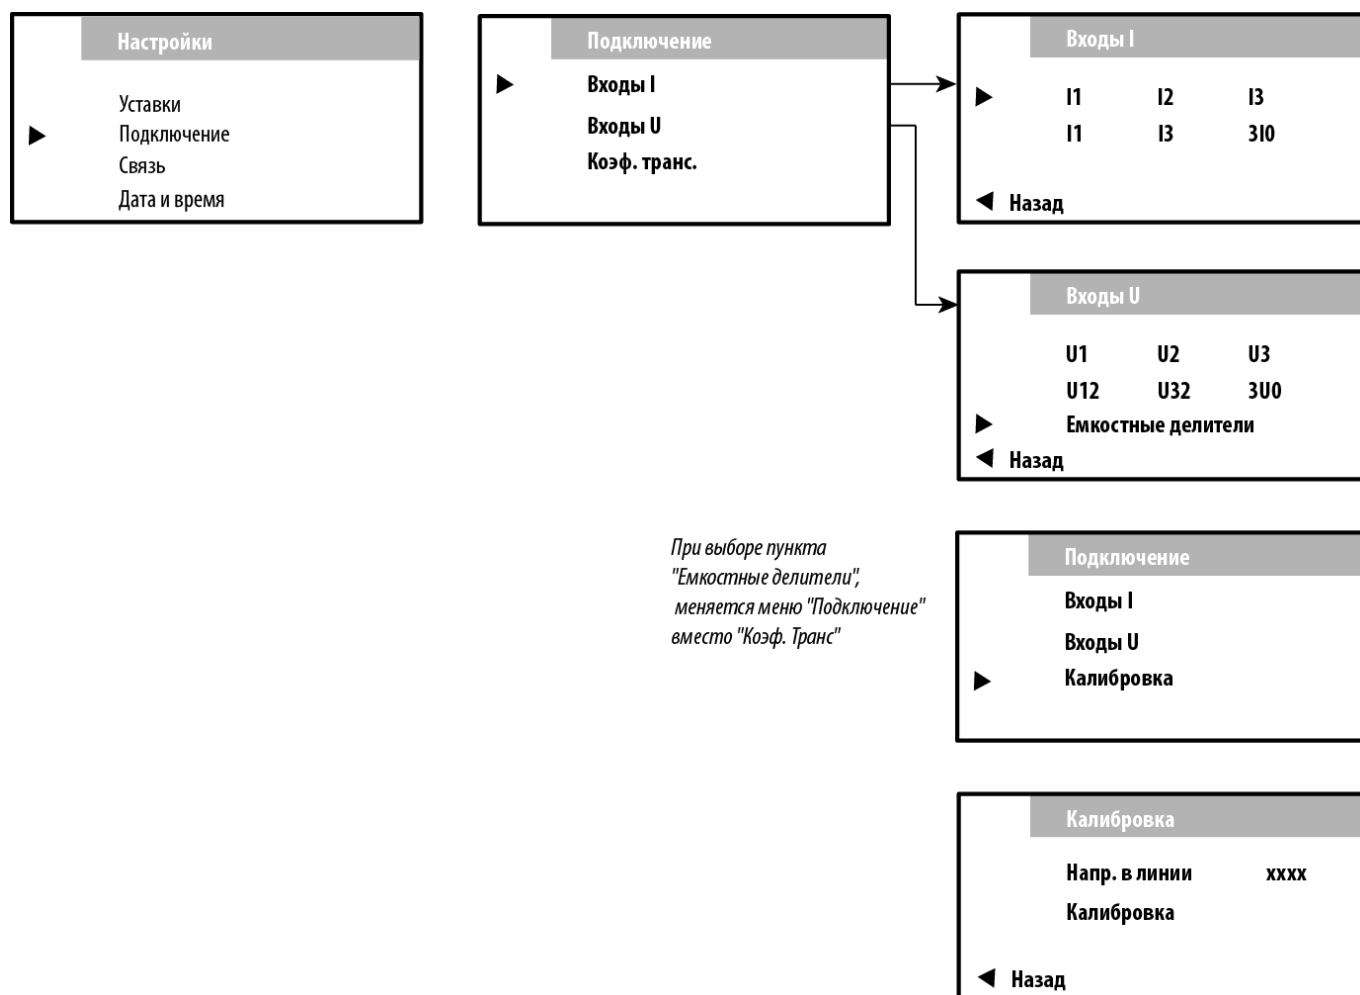 Настройки
Уставки
Подключение
Связь
Дата и время
Подключение
Входы I
Входы U
Коэф. транс.
Входы I
I1 I2 I3
I1 I3 3I0
Назад
Входы U
U1 U2 U3
U12 U32 3U0
Емкостные делители
Назад
При выборе пункта
"Емкостные делители",
меняется меню "Подключение"
вместо "Коэф. Транс"
Подключение
Входы I
Входы U
Калибровка
Калибровка
Напр. в линии xxxx
Калибровка
Назад